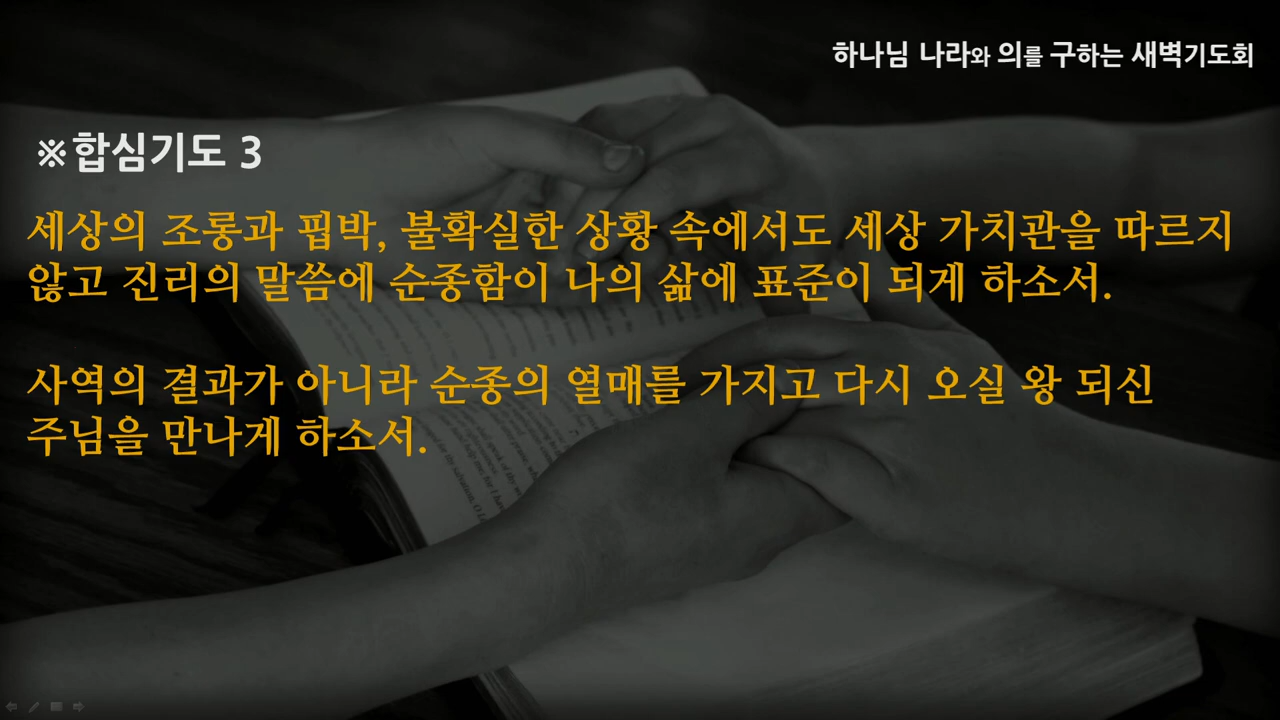 하나님 나라와 의를 구하는 새벽기도회
※합심기도 3
세상의 조롱과 핍박, 불확실한 상황 속에서도 세상 가치관을 따르지
않고 진리의 말씀에 순종함이 나의 삶에 표준이 되게 하소서.
사역의 결과가 아니라 순종의 열매를 가지고 다시 오실 왕 되신
주님을 만나게 하소서.